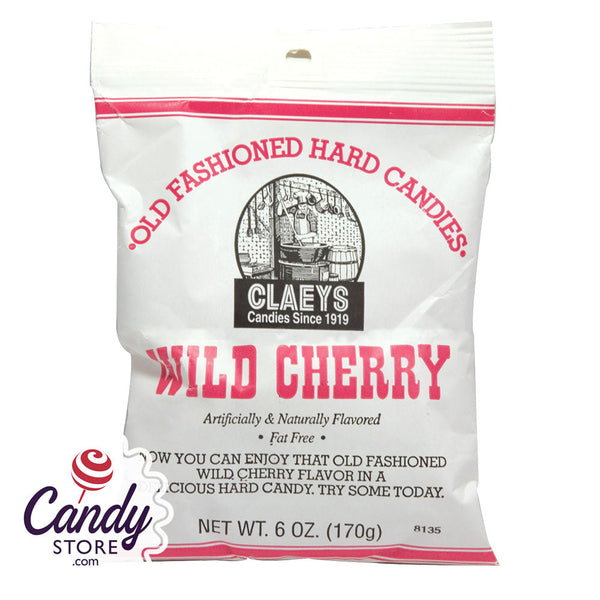 •OLD FASHIONED HARD CANDIES•
CLAEYS
Candies Since 1919
WILD CHERRY
Artificially & Naturally Flavored
• Fat Free •
NOW YOU CAN ENJOY THAT OLD FASHIONED
WILD CHERRY FLAVOR IN A
DELICIOUS HARD CANDY. TRY SOME TODAY.
NET WT. 6 OZ. (170g)
8135
Candy
STORE
.com